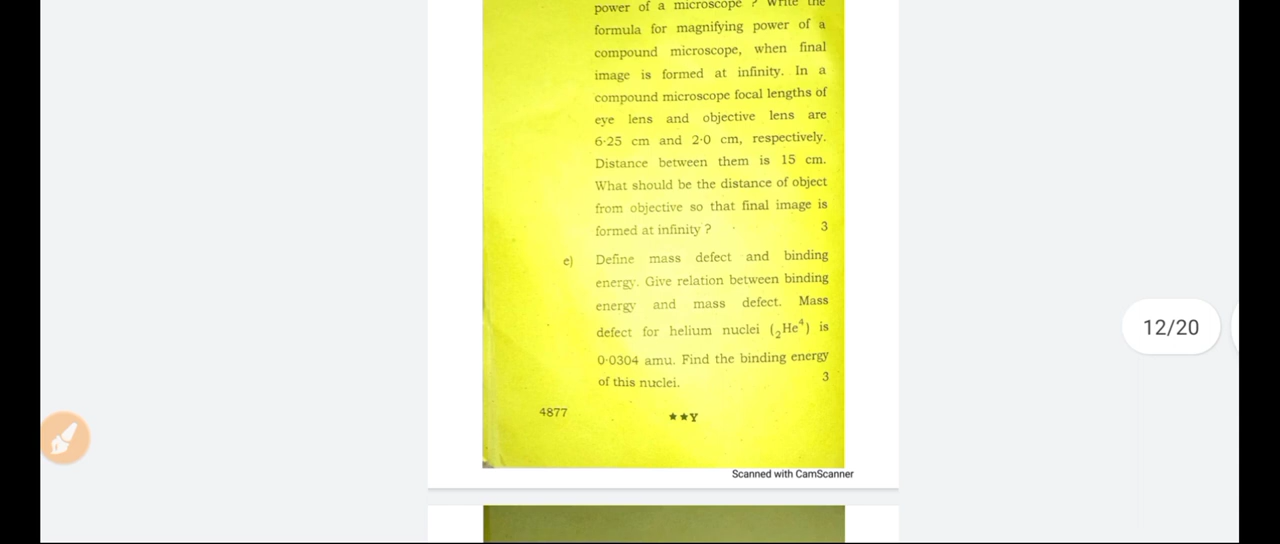 power of a microscope ? Write the
formula for magnifying power of a
compound microscope, when final
image is formed at infinity. In a
compound microscope focal lengths of
eye lens and objective lens are
6·25 cm and 2·0 cm, respectively.
Distance between them is 15 cm.
What should be the distance of object
from objective so that final image is
formed at infinity ? 3
e) Define mass defect and binding
energy. Give relation between binding
energy and mass defect. Mass
defect for helium nuclei (₂He⁴) is
0·0304 amu. Find the binding energy
of this nuclei. 3
4877 ★★Y
Scanned with CamScanner
12/20